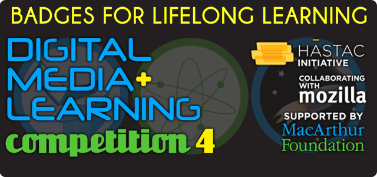 BADGES FOR LIFELONG LEARNING
DIGITAL
MEDIA+
LEARNING
competition 4
HASTAC
INITIATIVE
COLLABORATING
WITH
mozilla
SUPPORTED BY
MacArthur
Foundation